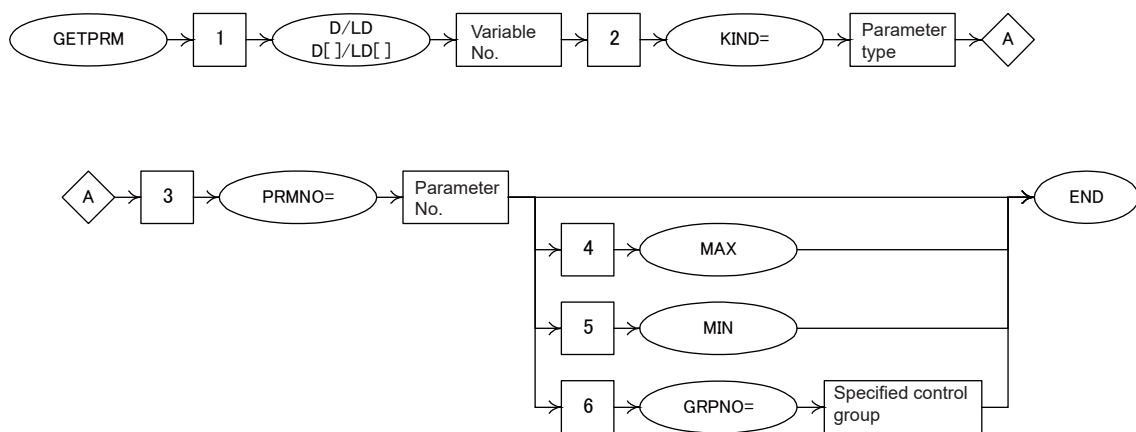 GETPRM
1
D/LD
D[ ]/LD[ ]
Variable
No.
2
KIND=
Parameter
type
A
A
3
PRMNO=
Parameter
No.
END
4
MAX
5
MIN
6
GRPNO=
Specified control
group